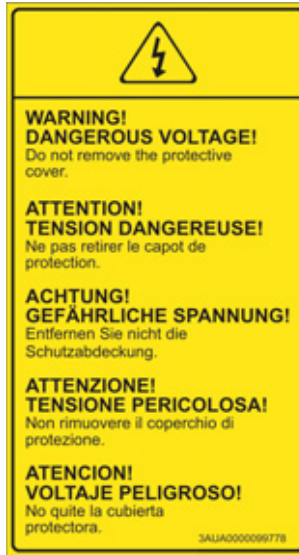 WARNING!
DANGEROUS VOLTAGE!
Do not remove the protective
cover.
ATTENTION!
TENSION DANGEREUSE!
Ne pas retirer le capot de
protection.
ACHTUNG!
GEFÄHRLICHE SPANNUNG!
Entfernen Sie nicht die
Schutzabdeckung.
ATTENZIONE!
TENSIONE PERICOLOSA!
Non rimuovere il coperchio di
protezione.
ATENCION!
VOLTAJE PELIGROSO!
No quite la cubierta
protectora.
3AUA0000099778